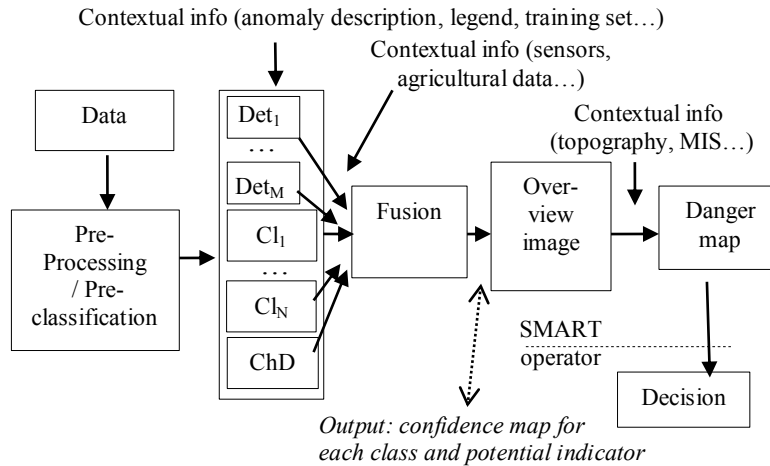 Contextual info (anomaly description, legend, training set…)
Contextual info (sensors,
agricultural data…)
Data
Det1
…
DetM
Cl1
…
ClN
ChD
Pre-
Processing
/ Pre-
classification
Fusion
Over-
view
image
Contextual info
(topography, MIS…)
Danger
map
SMART
operator
Decision
Output: confidence map for
each class and potential indicator